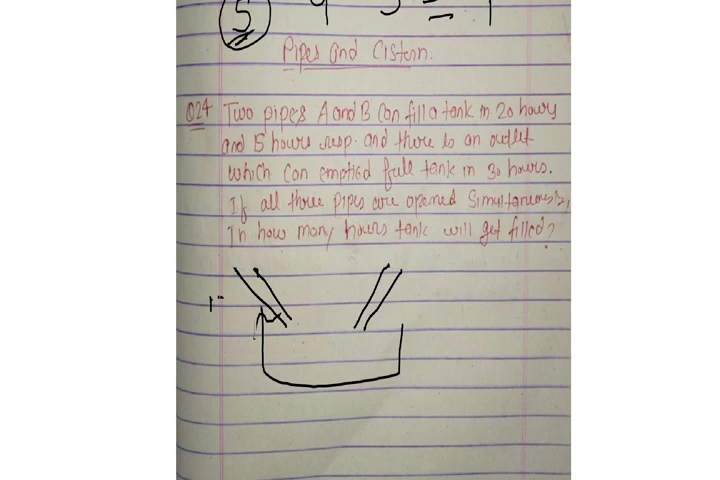 5
Pipes and Cistern.
Q24 Two pipes A and B Can fill a tank in 20 hours
and 15 hours resp. and there is an outlet
which Can emptied full tank in 30 hours.
If all three pipes are opened Simultaneously,
In how many hours tank will get filled?